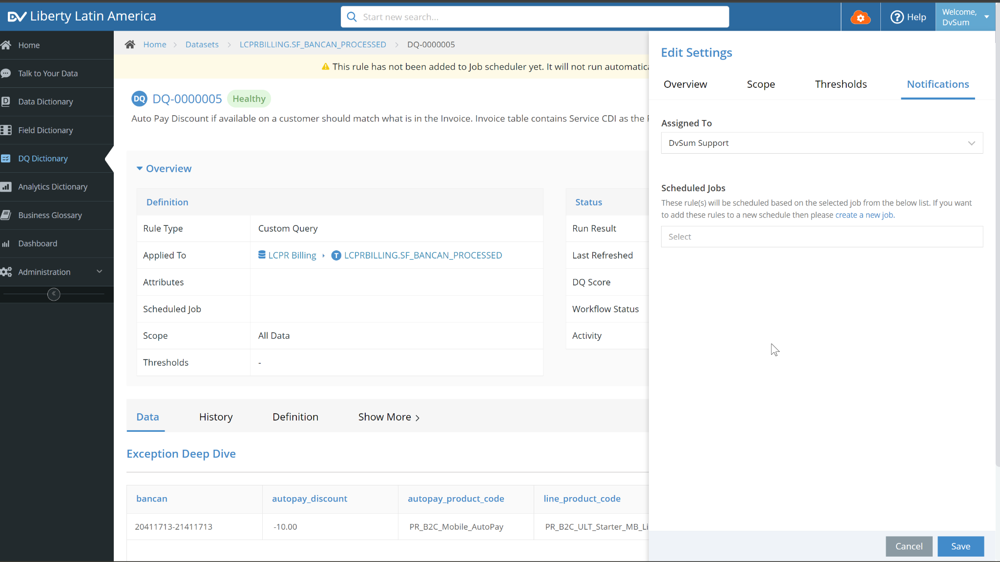 DV Liberty Latin America
Start new search...
Help
Welcome,
DvSum
Home
Talk to Your Data
Data Dictionary
Field Dictionary
DQ Dictionary
Analytics Dictionary
Business Glossary
Dashboard
Administration
Home > Datasets > LCPRBILLING.SF_BANCAN_PROCESSED > DQ-0000005
This rule has not been added to Job scheduler yet. It will not run automatica
DQ DQ-0000005 Healthy
Auto Pay Discount if available on a customer should match what is in the Invoice. Invoice table contains Service CDI as the
Overview
Definition
Rule Type Custom Query
Applied To LCPR Billing T LCPRBILLING.SF_BANCAN_PROCESSED
Attributes
Scheduled Job
Scope All Data
Thresholds -
Status
Run Result
Last Refreshed
DQ Score
Workflow Status
Activity
Data History Definition Show More >
Exception Deep Dive
bancan autopay_discount autopay_product_code line_product_code
20411713-21411713 -10.00 PR_B2C_Mobile_AutoPay PR_B2C_ULT_Starter_MB_Li
Edit Settings
Overview Scope Thresholds Notifications
Assigned To
DvSum Support
Scheduled Jobs
These rule(s) will be scheduled based on the selected job from the below list. If you want
to add these rules to a new schedule then please create a new job.
Select
Cancel Save